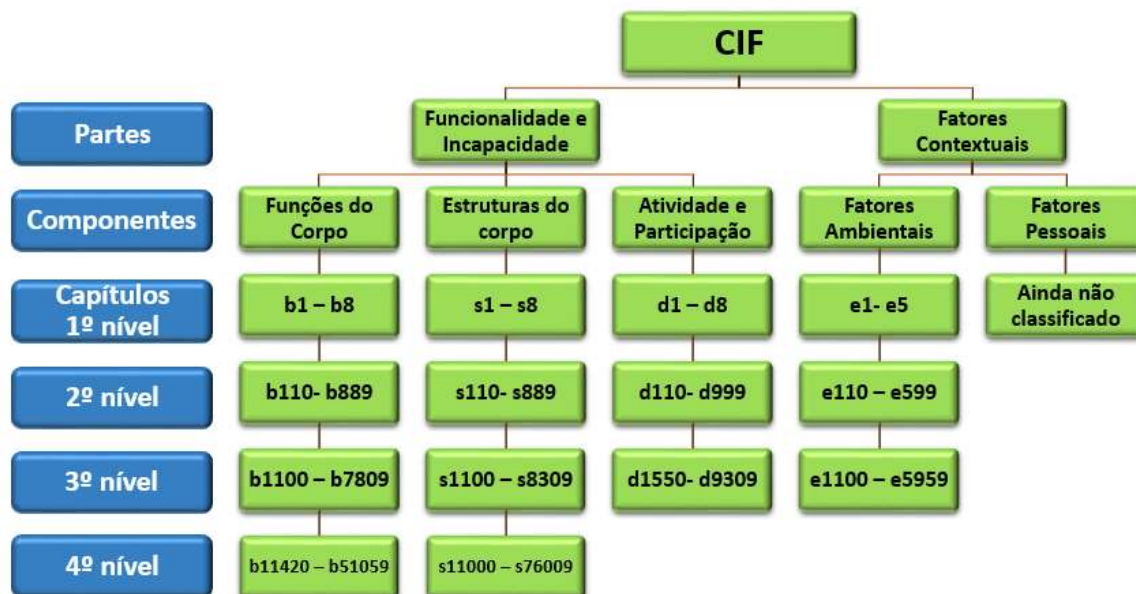 CIF
Partes
Funcionalidade e
Incapacidade
Fatores
Contextuais
Componentes
Funções do
Corpo
Estruturas do
corpo
Atividade e
Participação
Fatores
Ambientais
Fatores
Pessoais
Capítulos
1º nível
b1 – b8
s1 – s8
d1 – d8
e1- e5
Ainda não
classificado
2º nível
b110- b889
s110- s889
d110- d999
e110 – e599
3º nível
b1100 – b7809
s1100 – s8309
d1550- d9309
e1100 – e5959
4º nível
b11420 – b51059
s11000 – s76009